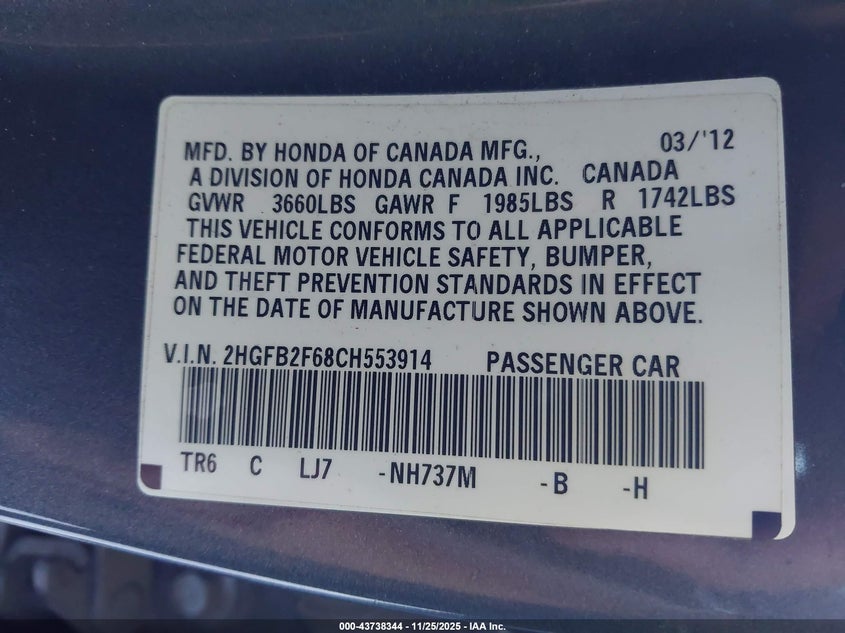 MFD. BY HONDA OF CANADA MFG., 03/'12
A DIVISION OF HONDA CANADA INC. CANADA
GVWR 3660LBS GAWR F 1985LBS R 1742LBS
THIS VEHICLE CONFORMS TO ALL APPLICABLE
FEDERAL MOTOR VEHICLE SAFETY, BUMPER,
AND THEFT PREVENTION STANDARDS IN EFFECT
ON THE DATE OF MANUFACTURE SHOWN ABOVE.
V.I.N. 2HGFB2F68CH553914 PASSENGER CAR
TR6 C LJ7 -NH737M -B -H
000-43738344 - 11/25/2025 - IAA Inc.